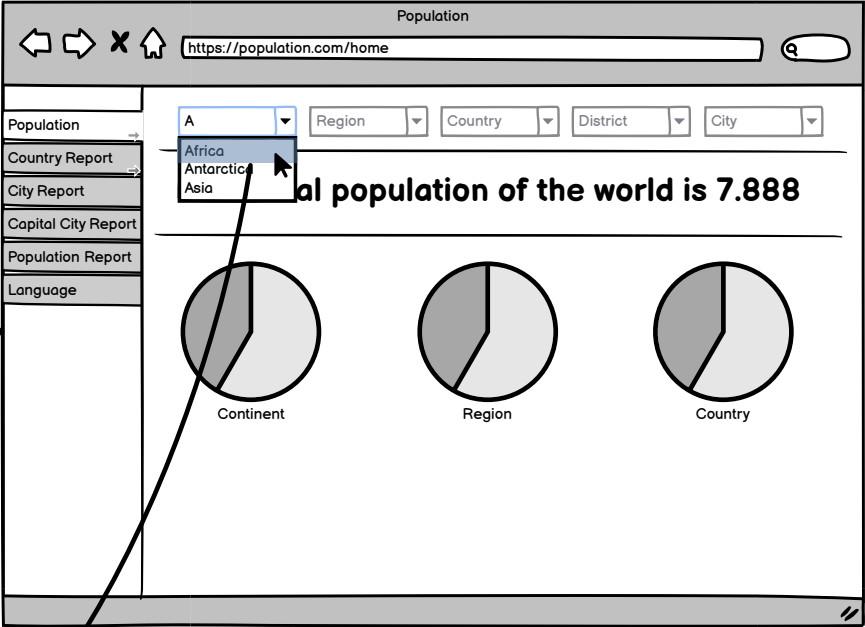 Population
https://population.com/home
A
Region
Country
District
City
Africa
Antarctica
Asia
al population of the world is 7.888
Population
Country Report
City Report
Capital City Report
Population Report
Language
Continent
Region
Country